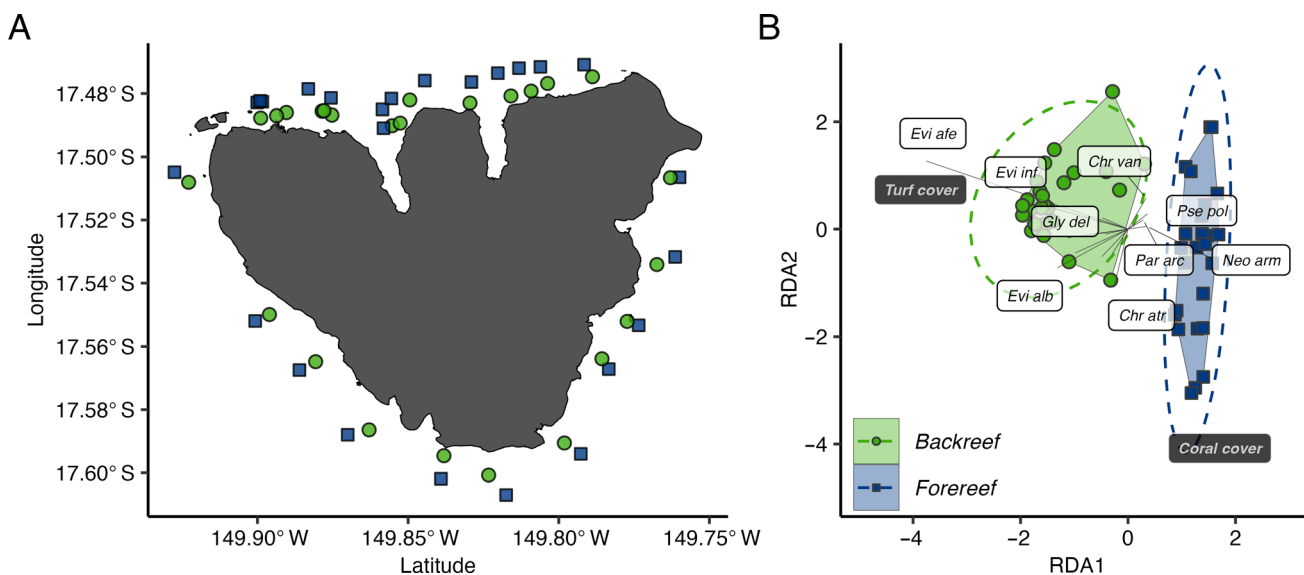 A
17.48° S
17.50° S
17.52° S
17.54° S
17.56° S
17.58° S
17.60° S
Longitude
149.90° W
149.85° W
149.80° W
149.75° W
Latitude
B
2
0
−2
−4
RDA2
Evi afe
Turf cover
Evi inf
Chr van
Gly del
Pse pol
Par arc
Neo arm
Evi alb
Chr atr
Coral cover
Backreef
Forereef
−4
−2
0
2
RDA1